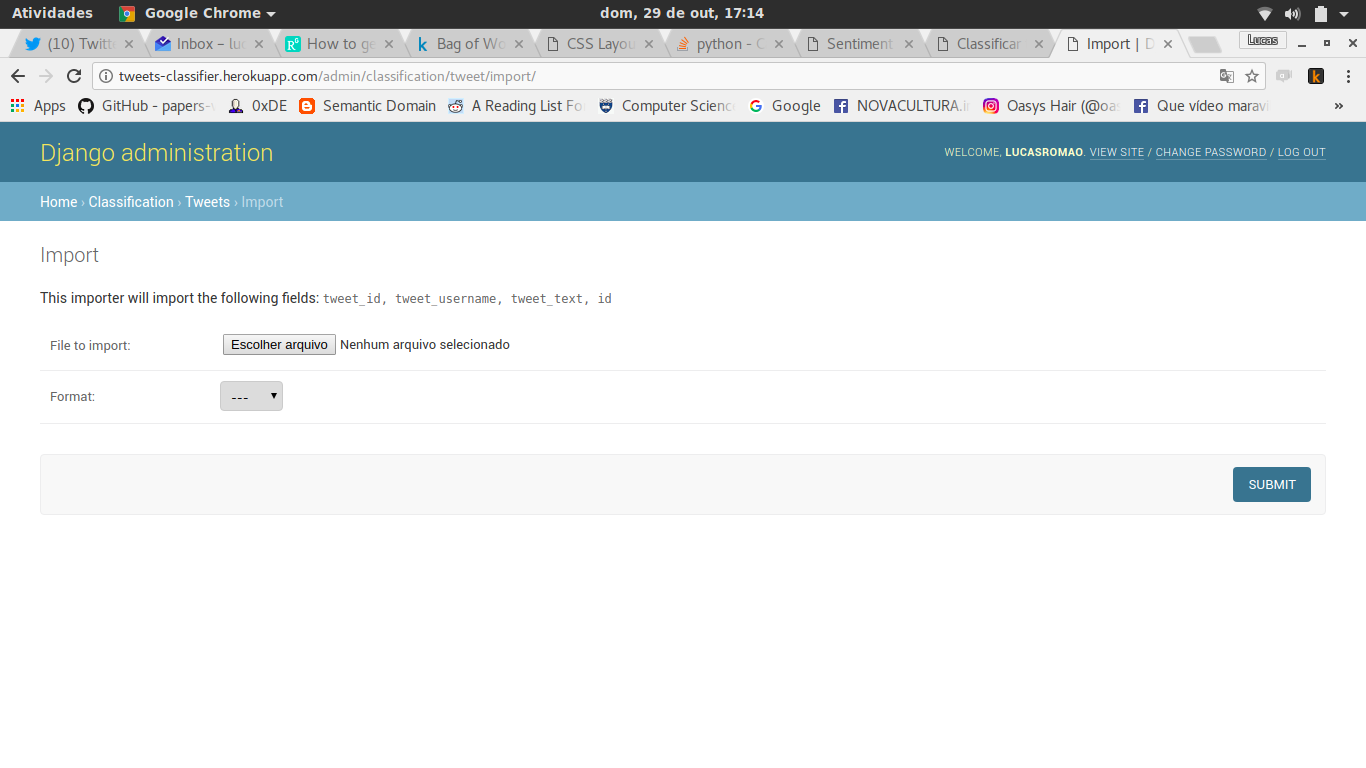 Atividades Google Chrome dom, 29 de out, 17:14
(10) Twitt Inbox – luc How to ge Bag of Wo CSS Layou python - C Sentiment Classificar Import | D Lucas
tweets-classifier.herokuapp.com/admin/classification/tweet/import/
Apps GitHub - papers-w 0xDE Semantic Domain A Reading List Fo Computer Science Google NOVACULTURA.i Oasys Hair (@oas Que vídeo maravi »
Django administration
WELCOME, LUCASROMAO. VIEW SITE / CHANGE PASSWORD / LOG OUT
Home › Classification › Tweets › Import
Import
This importer will import the following fields: tweet_id, tweet_username, tweet_text, id
File to import: Escolher arquivo Nenhum arquivo selecionado
Format: ---
SUBMIT